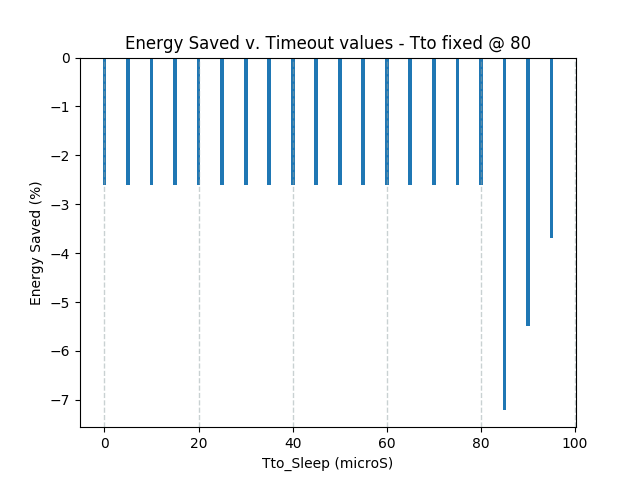 Energy Saved v. Timeout values - Tto fixed @ 80
0
−1
−2
−3
−4
−5
−6
−7
Energy Saved (%)
0 20 40 60 80 100
Tto_Sleep (microS)